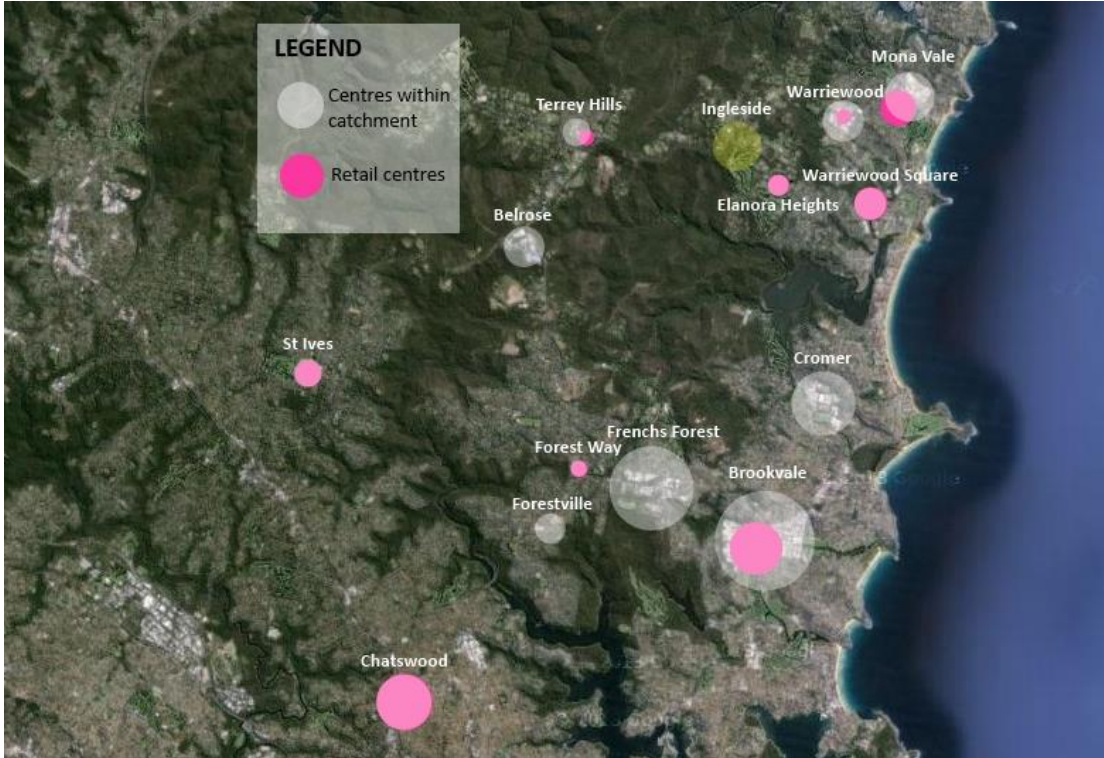 LEGEND
Centres within
catchment
Retail centres
Mona Vale
Warriewood
Terrey Hills
Ingleside
Warriewood Square
Elanora Heights
Belrose
St Ives
Cromer
Frenchs Forest
Forest Way
Brookvale
Forestville
Chatswood